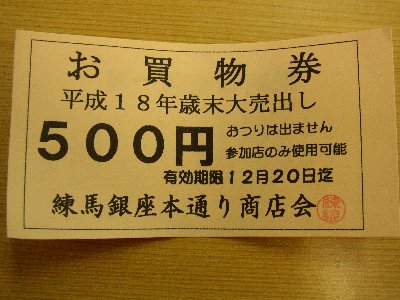 お買物券
平成18年歳末大売出し
500円
おつりは出ません
参加店のみ使用可能
有効期限12月20日迄
練馬銀座本通り商店会
練銀